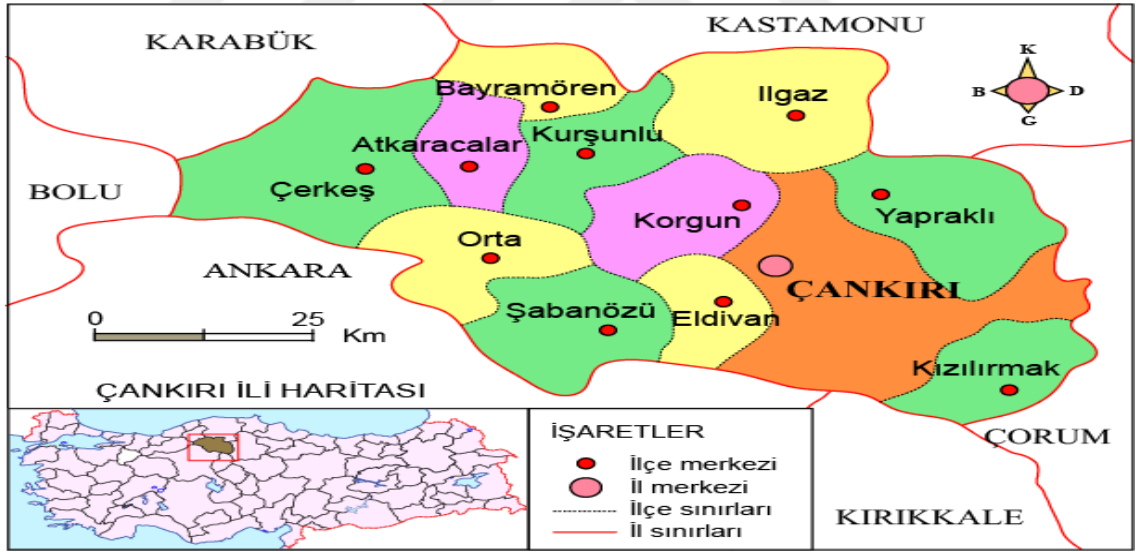 KARABÜK
KASTAMONU
K
B
D
G
Bayramören
Ilgaz
Atkaracalar
Kurşunlu
BOLU
Çerkeş
Korgun
Yapraklı
Orta
ANKARA
ÇANKIRI
Şabanözü
Eldivan
0
25
Km
Kızılırmak
ÇANKIRI İLİ HARİTASI
ÇORUM
İŞARETLER
İlçe merkezi
İl merkezi
İlçe sınırları
İl sınırları
KIRIKKALE